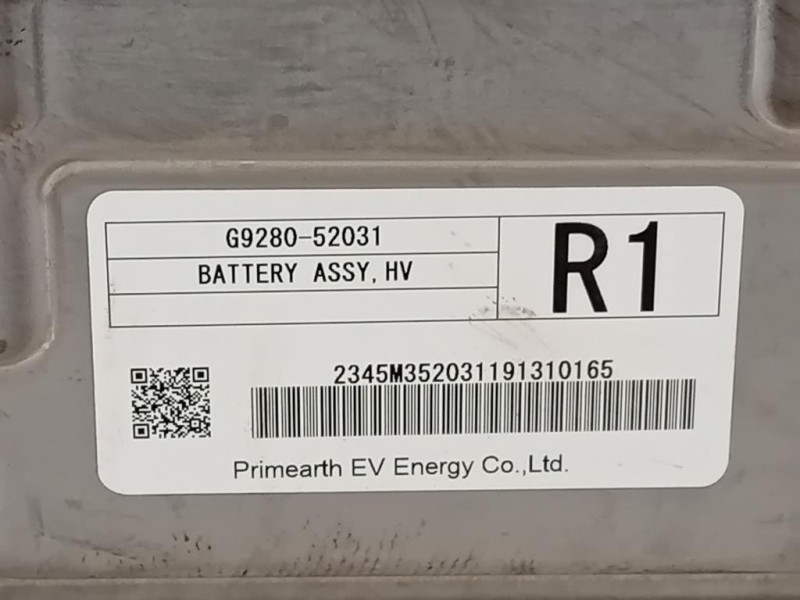 G9280-52031
BATTERY ASSY, HV
R1
2345M352031191310165
Primearth EV Energy Co.,Ltd.